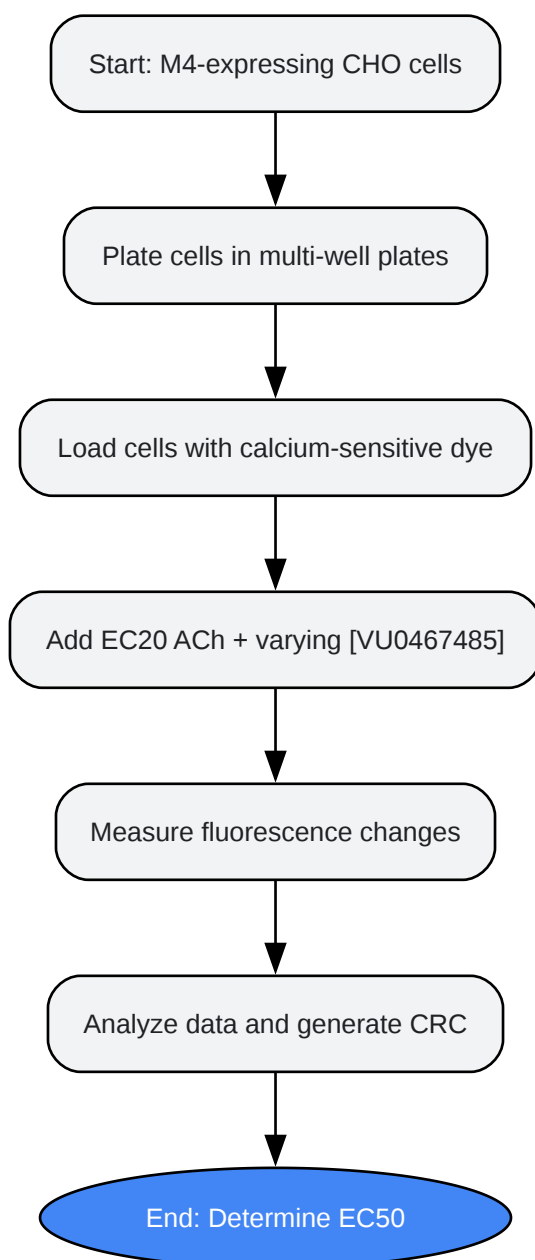 Start: M4-expressing CHO cells
Plate cells in multi-well plates
Load cells with calcium-sensitive dye
Add EC20 ACh + varying [VU0467485]
Measure fluorescence changes
Analyze data and generate CRC
End: Determine EC50